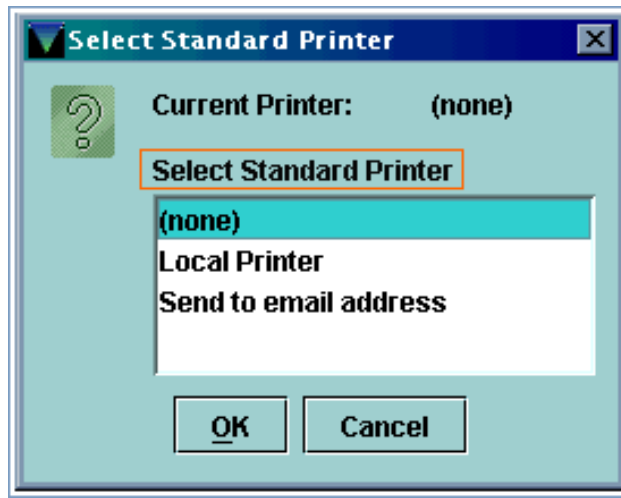 Select Standard Printer
Current Printer: (none)
Select Standard Printer
(none)
Local Printer
Send to email address
OK Cancel